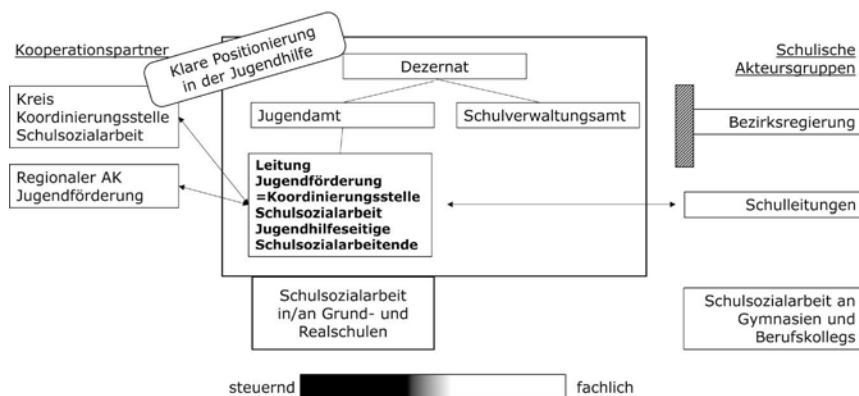 Kooperationspartner
Klare Positionierung
in der Jugendhilfe
Kreis
Koordinierungsstelle
Schulsozialarbeit
Regionaler AK
Jugendförderung
Dezernat
Jugendamt
Schulverwaltungsamt
Leitung
Jugendförderung
=Koordinierungsstelle
Schulsozialarbeit
Jugendhilfeseitige
Schulsozialarbeitende
Schulsozialarbeit
in/an Grund- und
Realschulen
Schulische
Akteursgruppen
Bezirksregierung
Schulleitungen
Schulsozialarbeit an
Gymnasien und
Berufskollegs
steuernd
fachlich